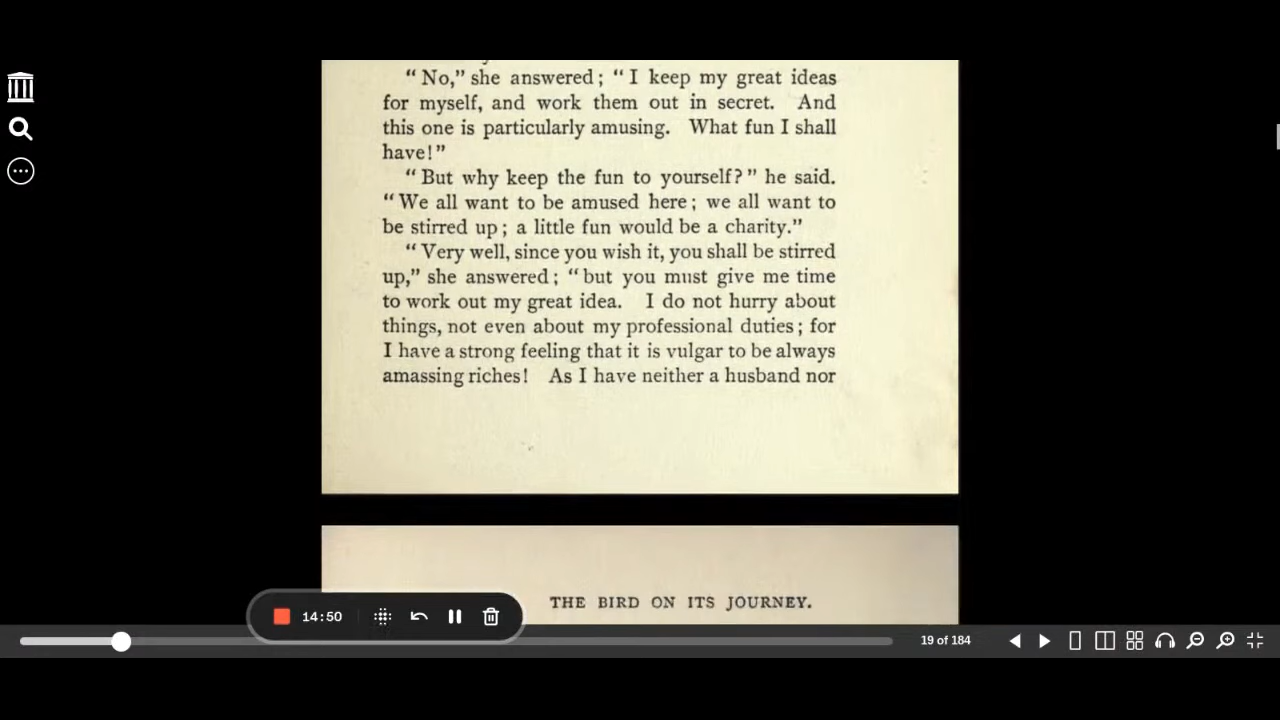 “No,” she answered; “I keep my great ideas
for myself, and work them out in secret. And
this one is particularly amusing. What fun I shall
have!”
“But why keep the fun to yourself?” he said.
“We all want to be amused here; we all want to
be stirred up; a little fun would be a charity.”
“Very well, since you wish it, you shall be stirred
up,” she answered; “but you must give me time
to work out my great idea. I do not hurry about
things, not even about my professional duties; for
I have a strong feeling that it is vulgar to be always
amassing riches! As I have neither a husband nor
THE BIRD ON ITS JOURNEY.
14:50
19 of 184